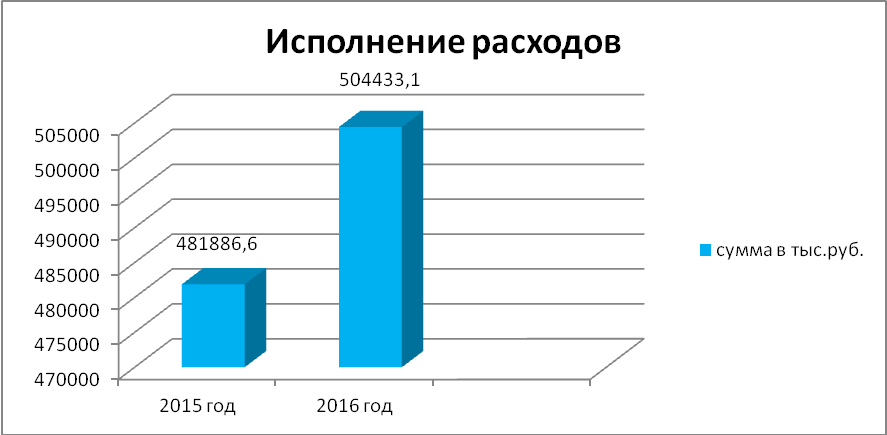 Исполнение расходов
504433,1
505000
500000
495000
490000
485000
480000
475000
470000
481886,6
сумма в тыс.руб.
2015 год
2016 год